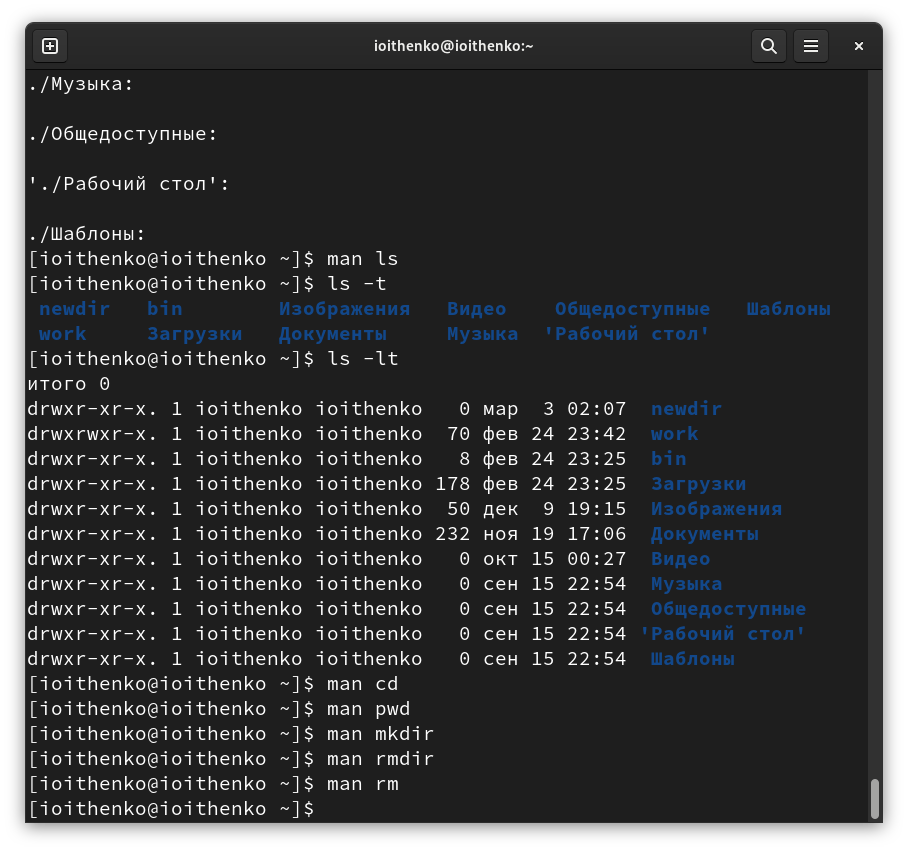 ioithenko@ioithenko:~
./Музыка:
./Общедоступные:
'./Рабочий стол':
./Шаблоны:
[ioithenko@ioithenko ~]$ man ls
[ioithenko@ioithenko ~]$ ls -t
newdir bin Изображения Видео Общедоступные Шаблоны
work Загрузки Документы Музыка 'Рабочий стол'
[ioithenko@ioithenko ~]$ ls -lt
итого 0
drwxr-xr-x. 1 ioithenko ioithenko 0 мар 3 02:07 newdir
drwxrwxr-x. 1 ioithenko ioithenko 70 фев 24 23:42 work
drwxr-xr-x. 1 ioithenko ioithenko 8 фев 24 23:25 bin
drwxr-xr-x. 1 ioithenko ioithenko 178 фев 24 23:25 Загрузки
drwxr-xr-x. 1 ioithenko ioithenko 50 дек 9 19:15 Изображения
drwxr-xr-x. 1 ioithenko ioithenko 232 ноя 19 17:06 Документы
drwxr-xr-x. 1 ioithenko ioithenko 0 окт 15 00:27 Видео
drwxr-xr-x. 1 ioithenko ioithenko 0 сен 15 22:54 Музыка
drwxr-xr-x. 1 ioithenko ioithenko 0 сен 15 22:54 Общедоступные
drwxr-xr-x. 1 ioithenko ioithenko 0 сен 15 22:54 'Рабочий стол'
drwxr-xr-x. 1 ioithenko ioithenko 0 сен 15 22:54 Шаблоны
[ioithenko@ioithenko ~]$ man cd
[ioithenko@ioithenko ~]$ man pwd
[ioithenko@ioithenko ~]$ man mkdir
[ioithenko@ioithenko ~]$ man rmdir
[ioithenko@ioithenko ~]$ man rm
[ioithenko@ioithenko ~]$